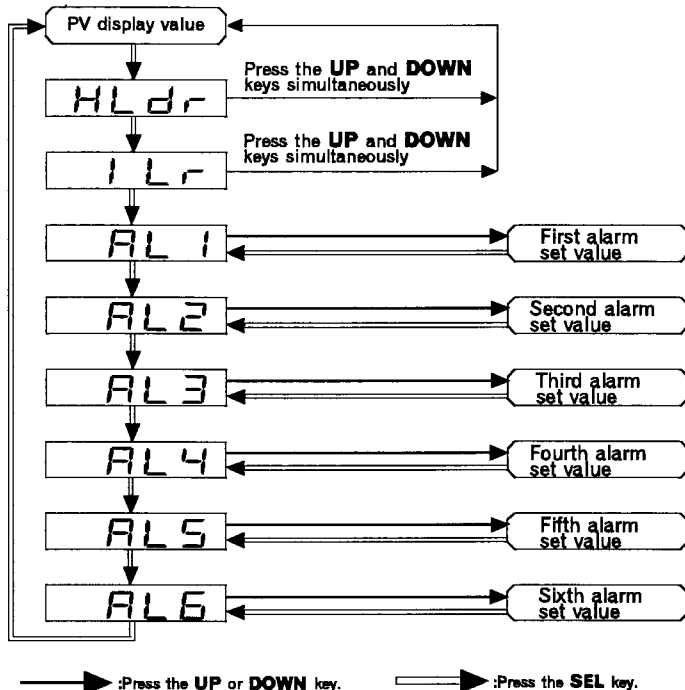 PV display value
Press the UP and DOWN
keys simultaneously
HLdr
Press the UP and DOWN
keys simultaneously
ILr
AL1
First alarm
set value
AL2
Second alarm
set value
AL3
Third alarm
set value
AL4
Fourth alarm
set value
AL5
Fifth alarm
set value
AL6
Sixth alarm
set value
:Press the UP or DOWN key.
:Press the SEL key.